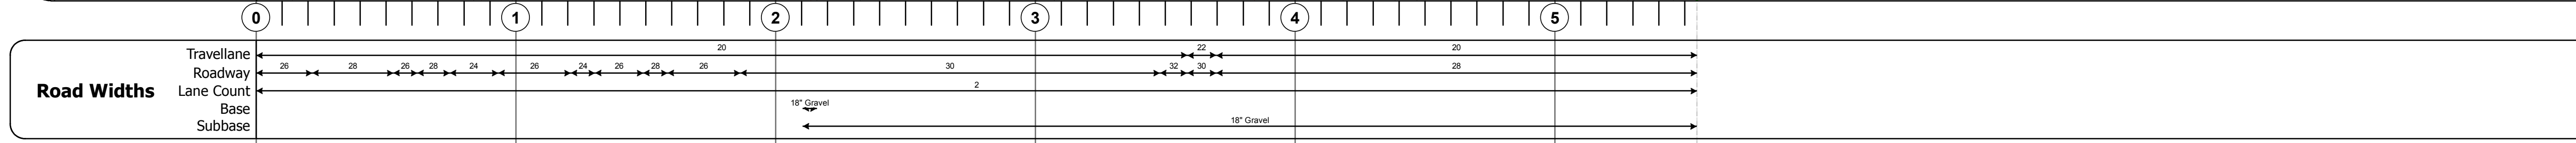 0 1 2 3 4 5
Travellane 20 22 20
Roadway 26 28 26 28 24 26 24 26 28 26 30 32 30 28
Road Widths
Lane Count 2
Base 18" Gravel
Subbase 18" Gravel